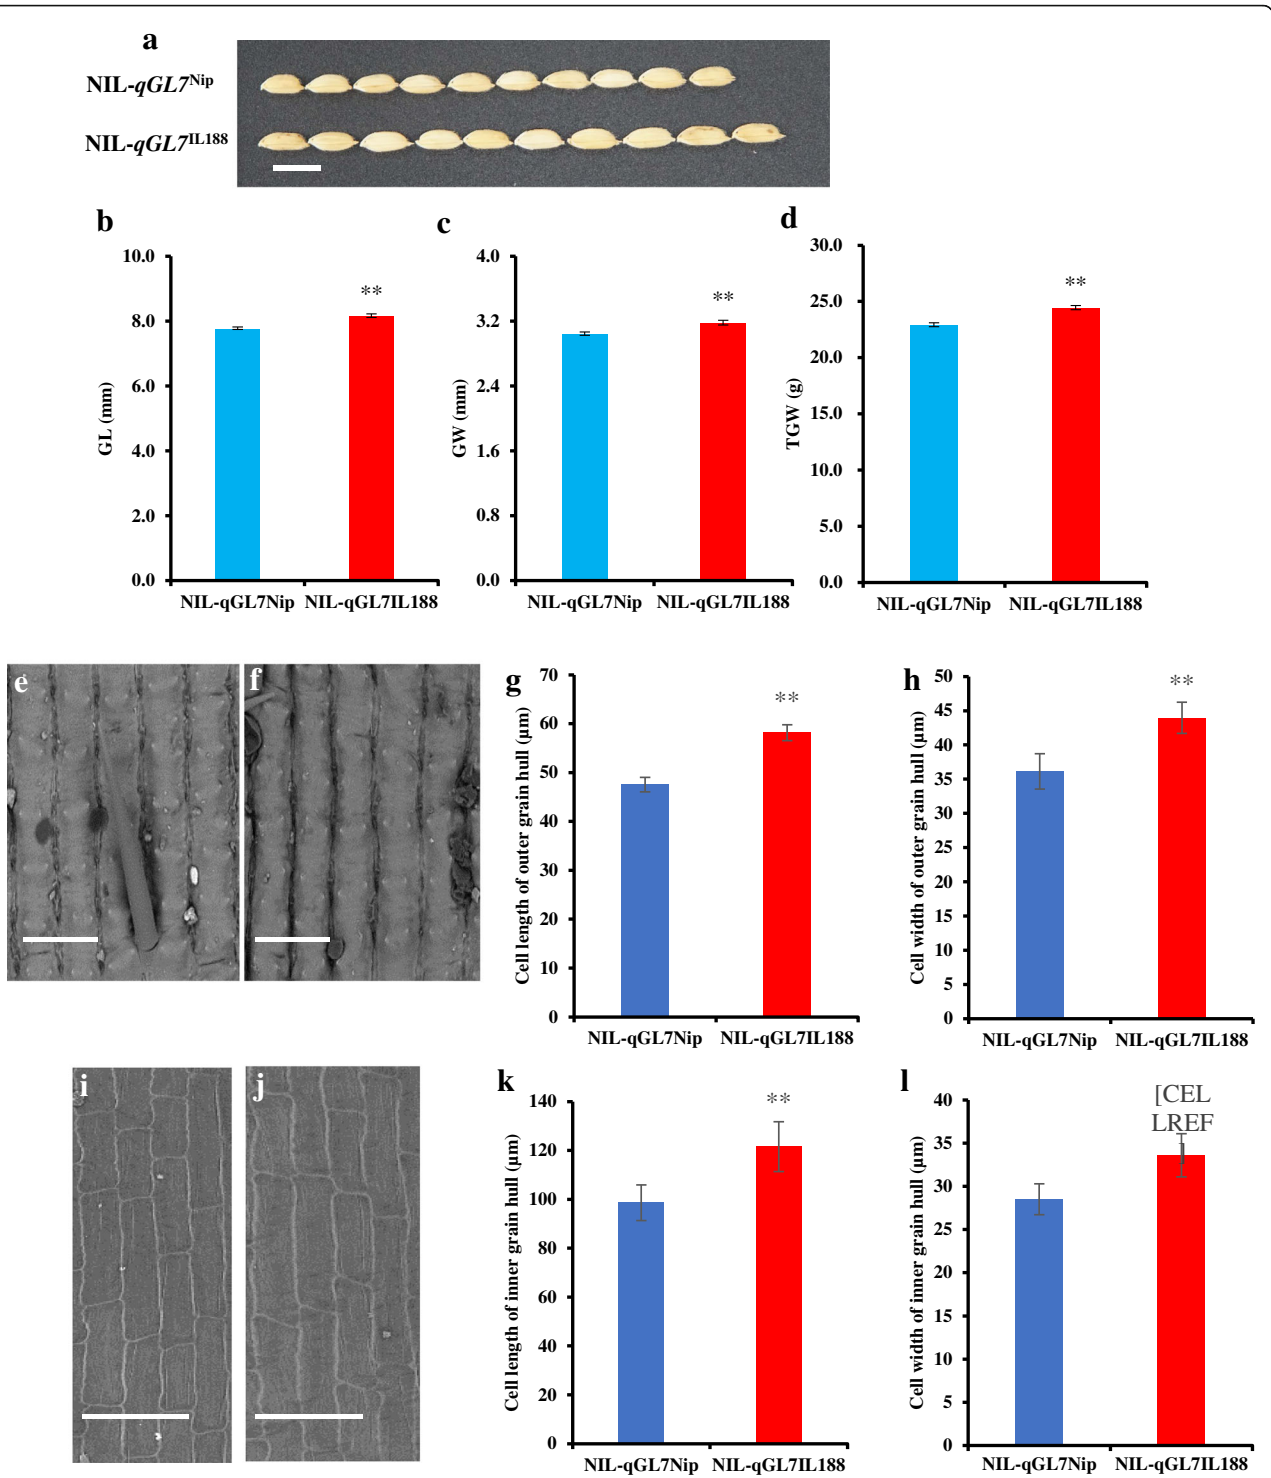 a
NIL-qGL7Nip
NIL-qGL7IL188
b
10.0
8.0
6.0
4.0
2.0
0.0
GL (mm)
**
NIL-qGL7Nip NIL-qGL7IL188
c
4.0
3.2
2.4
1.6
0.8
0.0
GW (mm)
**
NIL-qGL7Nip NIL-qGL7IL188
d
30.0
25.0
20.0
15.0
10.0
5.0
0.0
TGW (g)
**
NIL-qGL7Nip NIL-qGL7IL188
e
f
g
70
60
50
40
30
20
10
0
Cell length of outer grain hull (µm)
**
NIL-qGL7Nip NIL-qGL7IL188
h
50
45
40
35
30
25
20
15
10
5
0
Cell width of outer grain hull (µm)
**
NIL-qGL7Nip NIL-qGL7IL188
i
j
k
140
120
100
80
60
40
20
0
Cell length of inner grain hull (µm)
**
NIL-qGL7Nip NIL-qGL7IL188
l
40
35
30
25
20
15
10
5
0
Cell width of inner grain hull (µm)
[CEL
LREF
]
NIL-qGL7Nip NIL-qGL7IL188